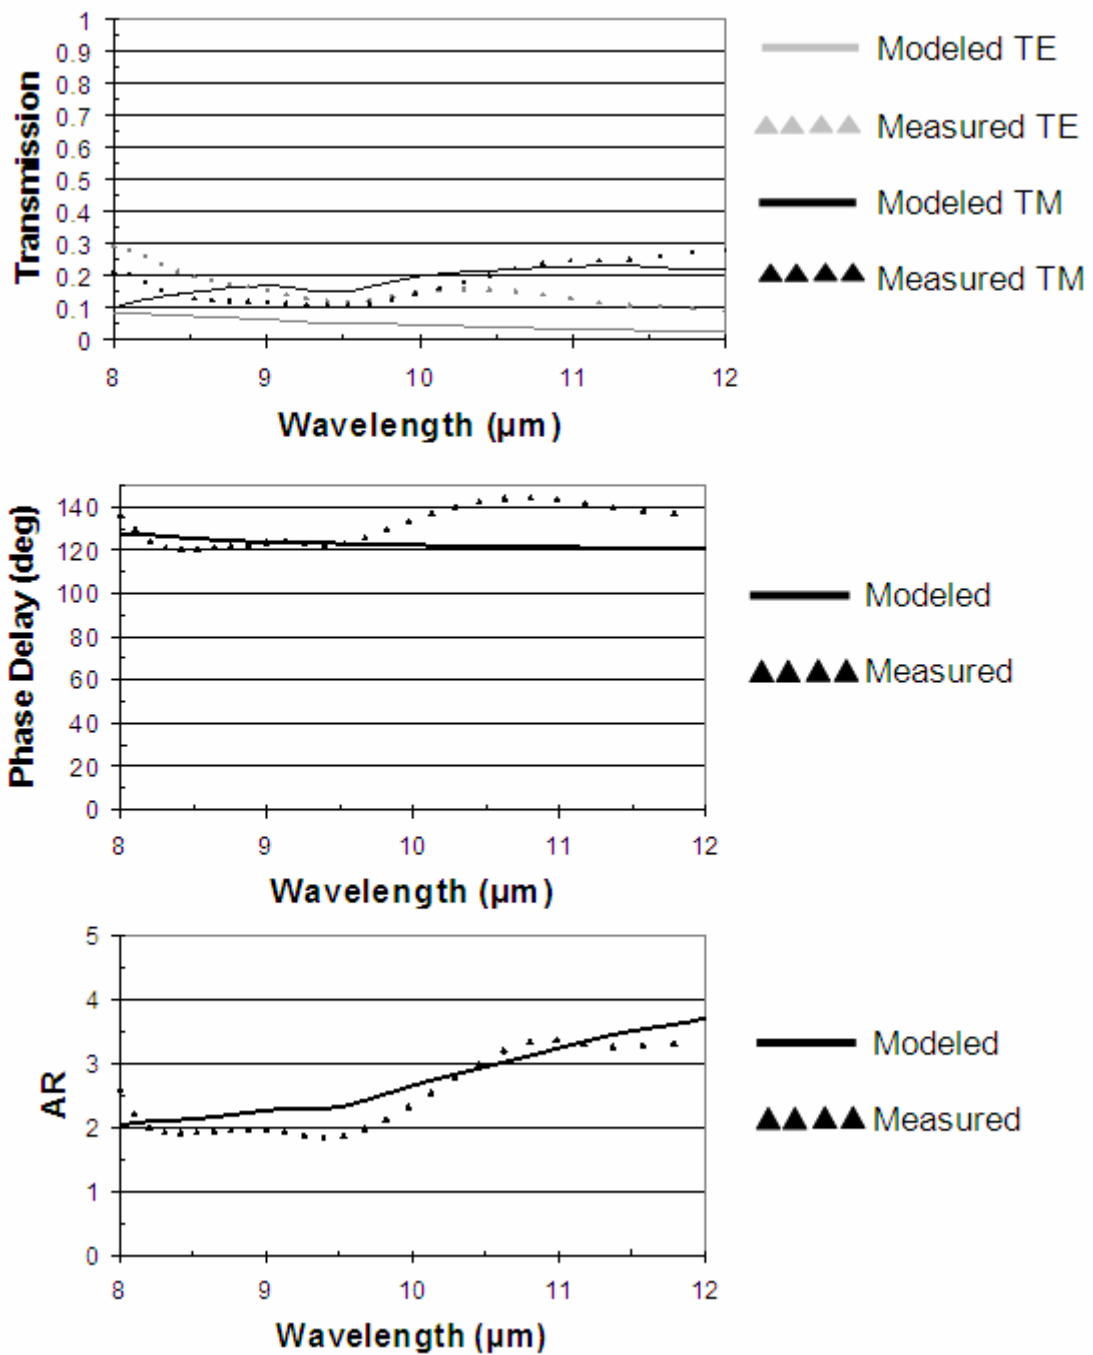 Transmission
1
0.9
0.8
0.7
0.6
0.5
0.4
0.3
0.2
0.1
0
8 9 10 11 12
Wavelength (µm)
Modeled TE
Measured TE
Modeled TM
Measured TM
Phase Delay (deg)
140
120
100
80
60
40
20
0
8 9 10 11 12
Wavelength (µm)
Modeled
Measured
AR
5
4
3
2
1
0
8 9 10 11 12
Wavelength (µm)
Modeled
Measured